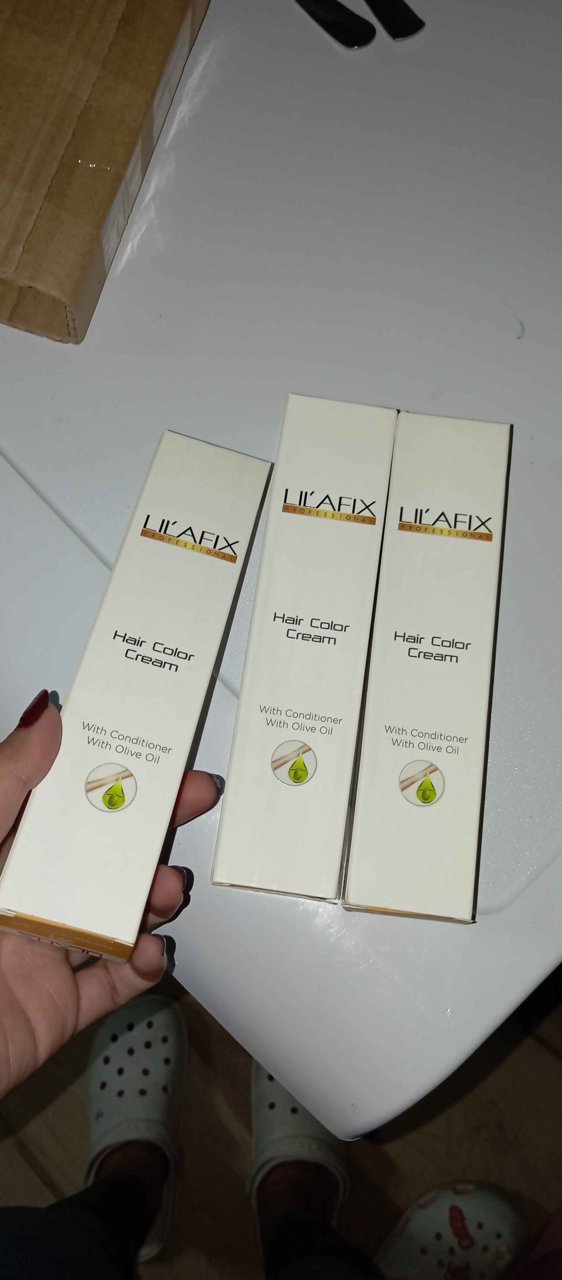 LIL'AFIX
PROFESSIONAL
Hair Color
Cream
With Conditioner
With Olive Oil
LIL'AFIX
PROFESSIONAL
Hair Color
Cream
With Conditioner
With Olive Oil
LIL'AFIX
PROFESSIONAL
Hair Color
Cream
With Conditioner
With Olive Oil